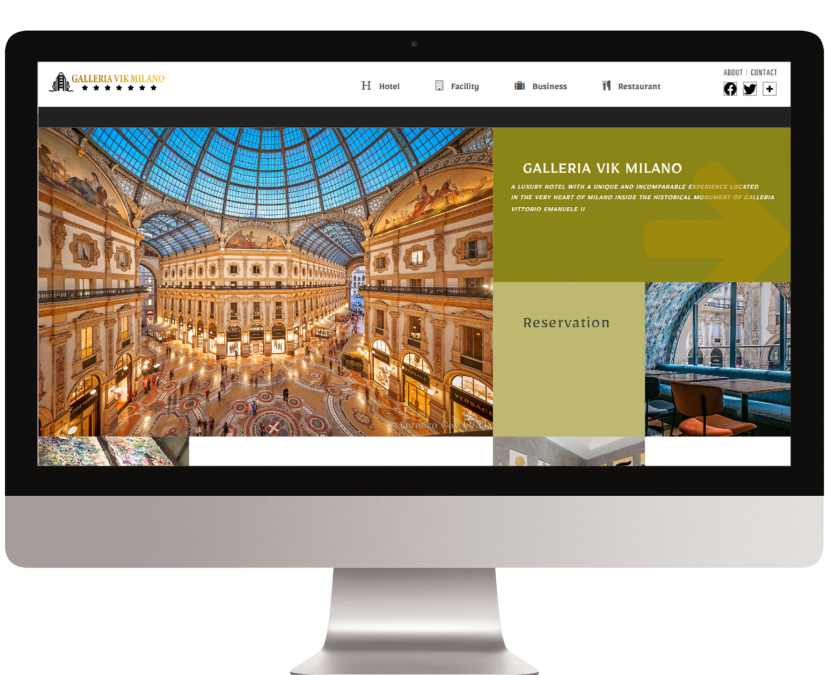 GALLERIA VIK MILANO
H Hotel
Facility
Business
Restaurant
ABOUT | CONTACT
GALLERIA VIK MILANO
A LUXURY HOTEL WITH A UNIQUE AND INCOMPARABLE EXPERIENCE LOCATED
IN THE VERY HEART OF MILANO INSIDE THE HISTORICAL MONUMENT OF GALLERIA
VITTORIO EMANUELE II
Reservation
VERSACE